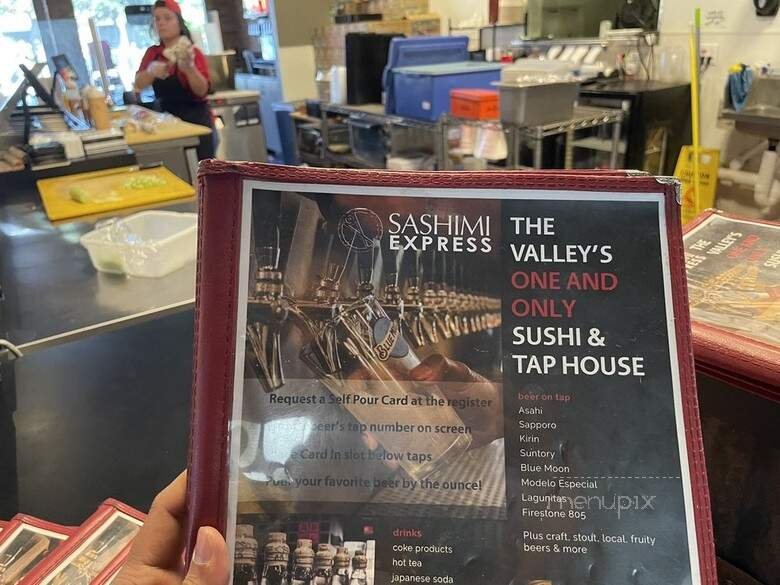 SASHIMI
EXPRESS
THE
VALLEY'S
ONE AND
ONLY
SUSHI &
TAP HOUSE
Request a Self Pour Card at the register
beer's tap number on screen
Card In slot below taps
your favorite beer by the ounce!
BLUE
beer on tap
Asahi
Sapporo
Kirin
Suntory
Blue Moon
Modelo Especial
Lagunitas
Firestone 805
Plus craft, stout, local, fruity
beers & more
drinks
coke products
hot tea
japanese soda
menupix
THE
VALLEY'S